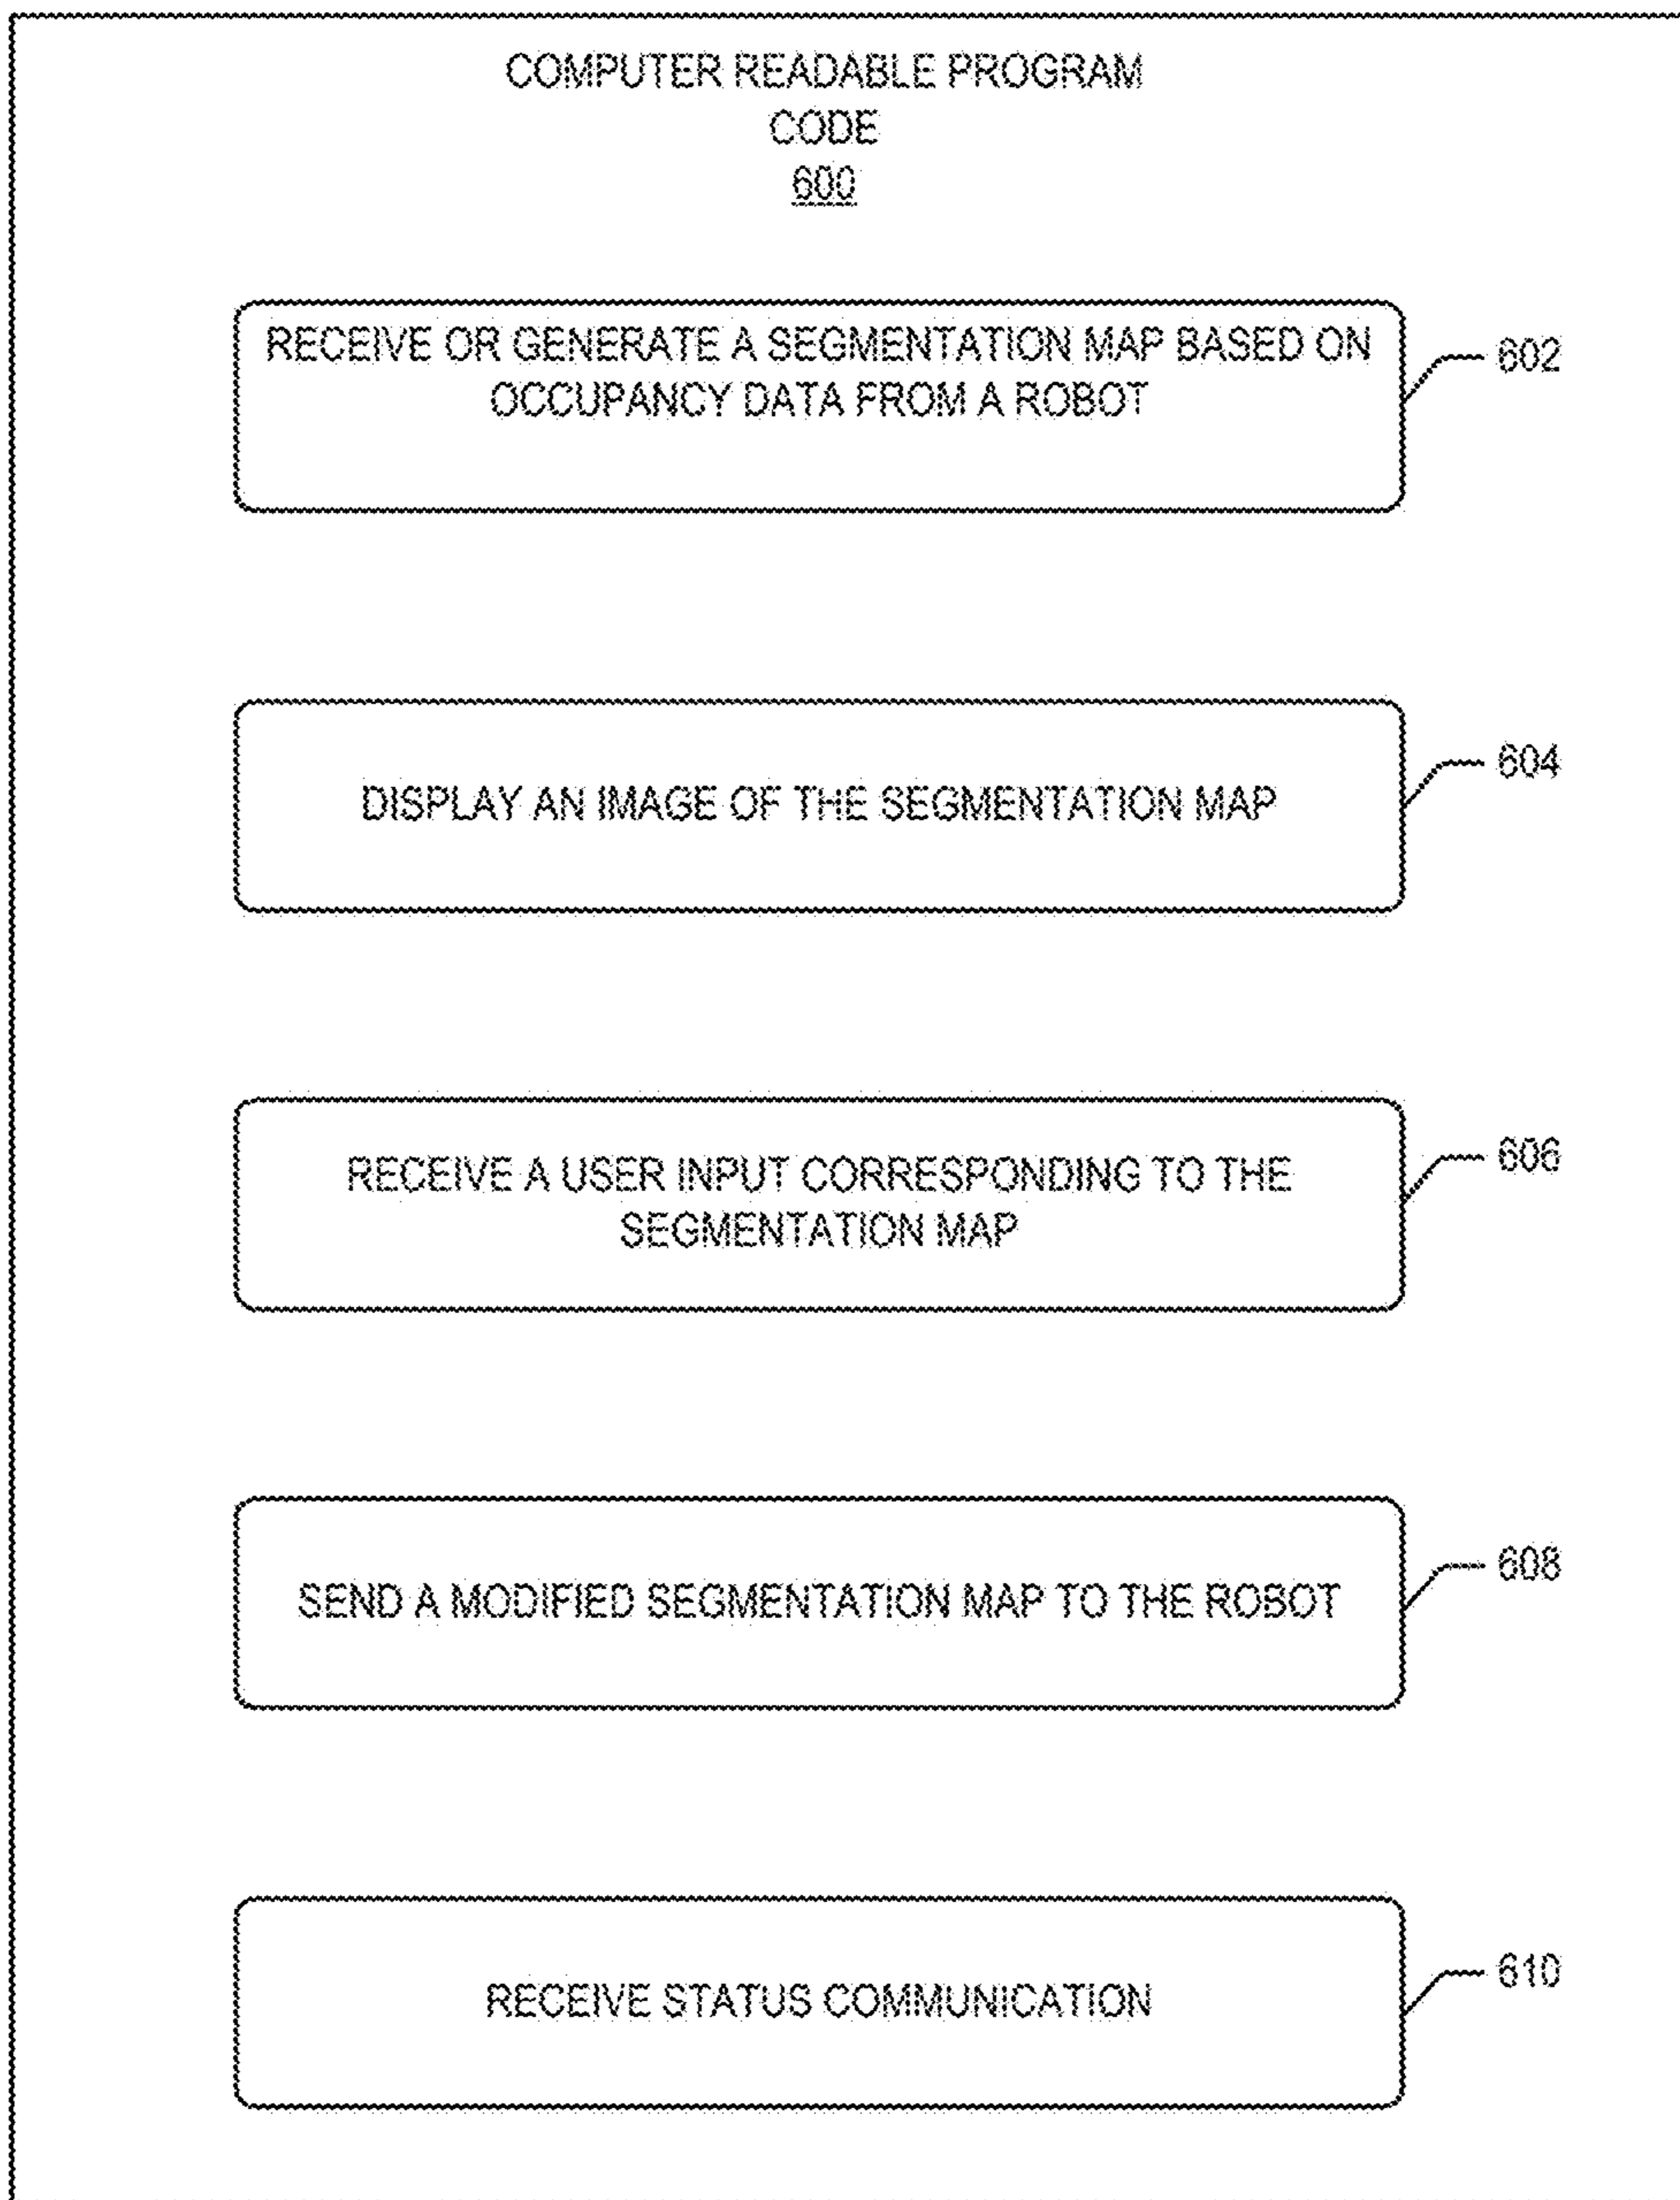 COMPUTER READABLE PROGRAM
CODE
600
RECEIVE OR GENERATE A SEGMENTATION MAP BASED ON
OCCUPANCY DATA FROM A ROBOT
602
DISPLAY AN IMAGE OF THE SEGMENTATION MAP
604
RECEIVE A USER INPUT CORRESPONDING TO THE
SEGMENTATION MAP
606
SEND A MODIFIED SEGMENTATION MAP TO THE ROBOT
608
RECEIVE STATUS COMMUNICATION
610